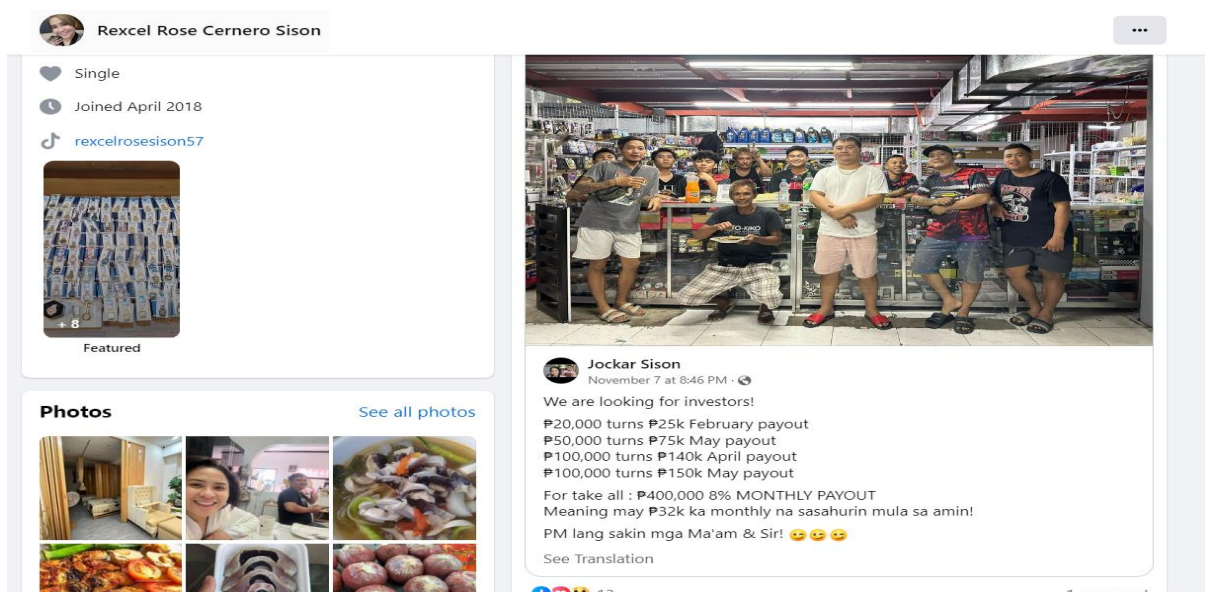 Rexcel Rose Cernero Sison
Single
Joined April 2018
rexcelrosesison57
+ 8
Featured
Photos
See all photos
Jockar Sison
November 7 at 8:46 PM ·
We are looking for investors!
₱20,000 turns ₱25k February payout
₱50,000 turns ₱75k May payout
₱100,000 turns ₱140k April payout
₱100,000 turns ₱150k May payout
For take all : ₱400,000 8% MONTHLY PAYOUT
Meaning may ₱32k ka monthly na sasahurin mula sa amin!
PM lang sakin mga Ma'am & Sir!
See Translation